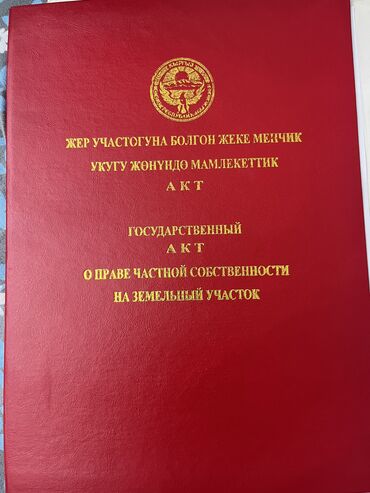 ЖЕР УЧАСТОГУНА БОЛГОН ЖЕКЕ МЕНЧИК
УКУГУ ЖӨНҮНДӨ МАМЛЕКЕТТИК
АКТ
ГОСУДАРСТВЕННЫЙ
АКТ
О ПРАВЕ ЧАСТНОЙ СОБСТВЕННОСТИ
НА ЗЕМЕЛЬНЫЙ УЧАСТОК